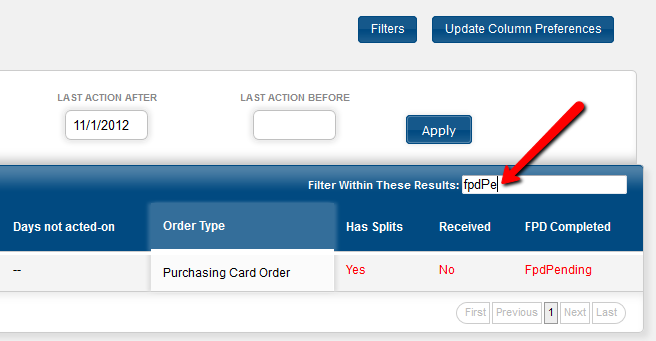 Filters Update Column Preferences
LAST ACTION AFTER LAST ACTION BEFORE
11/1/2012
Apply
Filter Within These Results: fpdPe
Days not acted-on Order Type Has Splits Received FPD Completed
-- Purchasing Card Order Yes No FpdPending
First Previous 1 Next Last